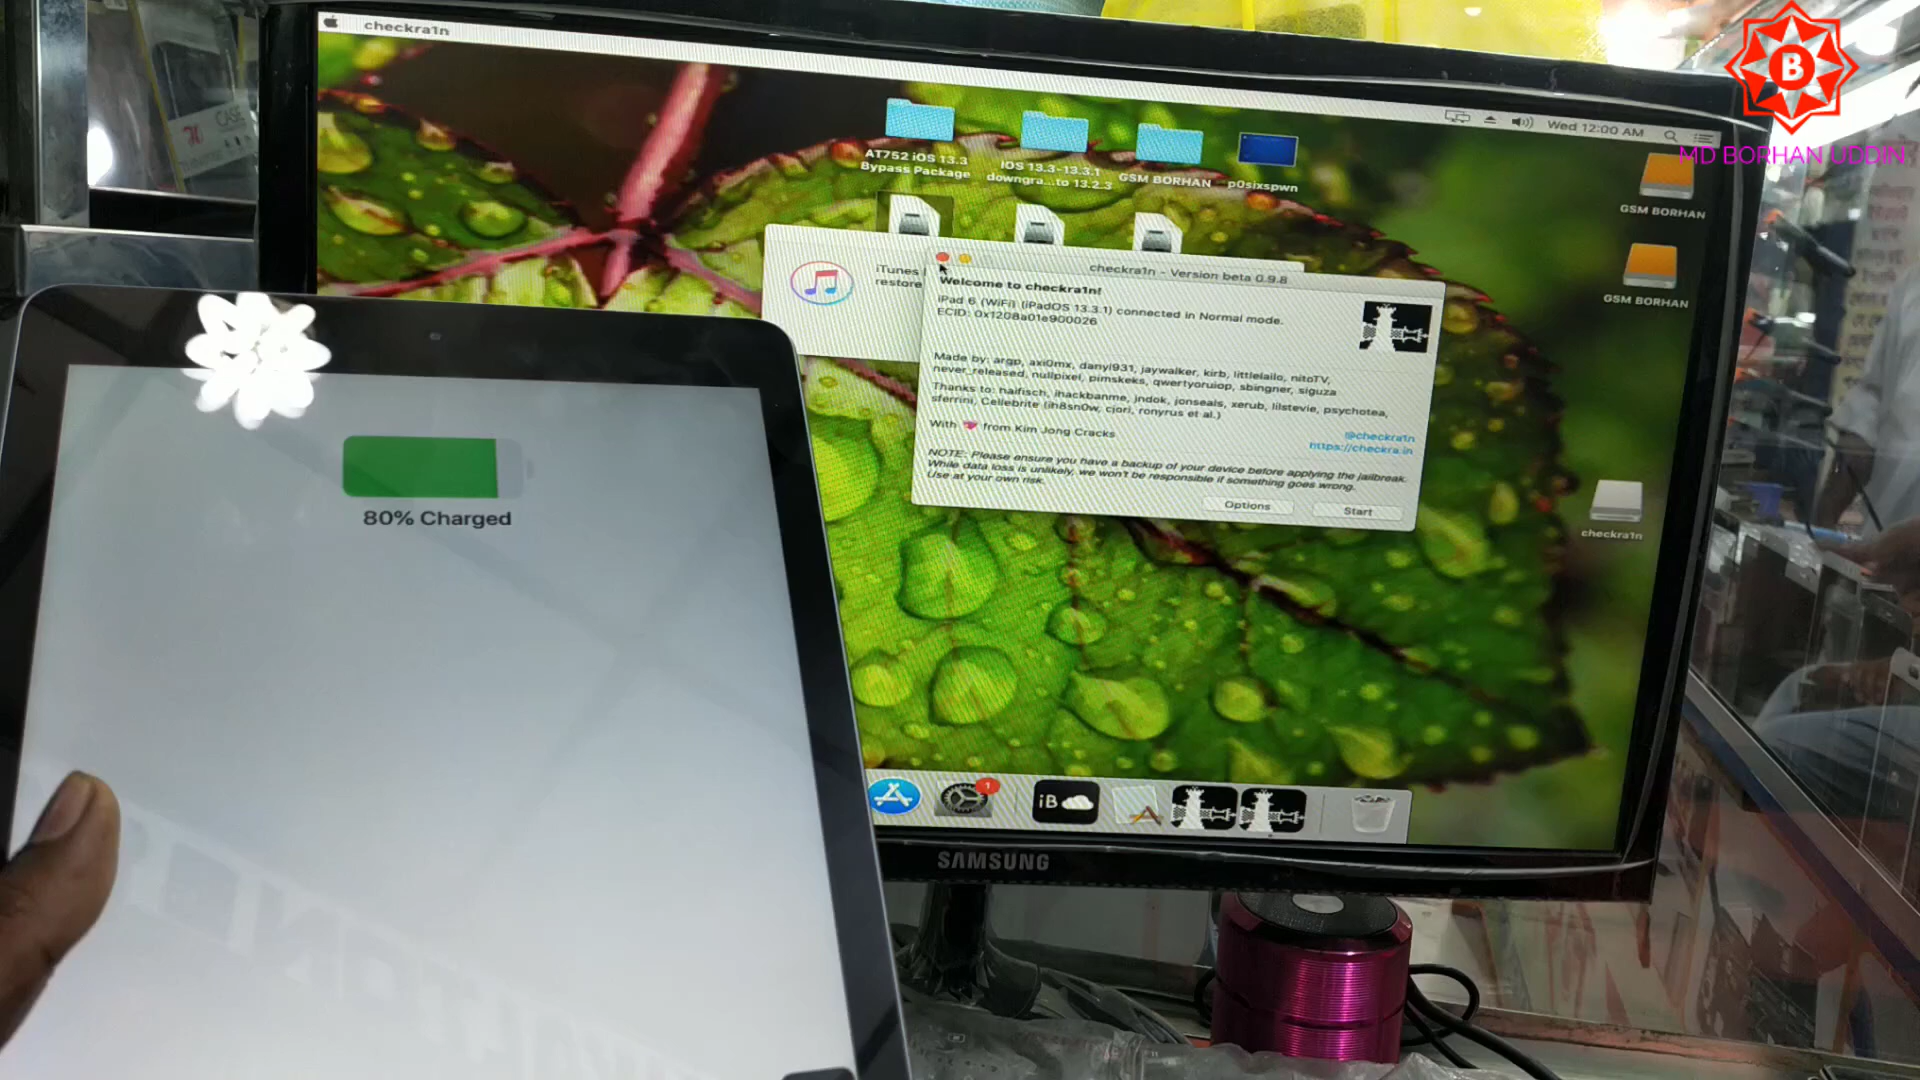 checkra1n
Wed 12:00 AM
B
MD BORHAN UDDIN
CASE
AT752 iOS 13.3
Bypass Package
iOS 13.3-13.3.1
downgra...to 13.2.3
GSM BORHAN
p0sixspwn
GSM BORHAN
GSM BORHAN
checkra1n
iTunes
restore
checkra1n - Version beta 0.9.8
Welcome to checkra1n!
iPad 6 (WiFi) (iPadOS 13.3.1) connected in Normal mode.
ECID: 0x1208a01e900026
Made by: argp, axi0mx, danyl931, jaywalker, kirb, littlelailo, nitoTV,
never_released, nullpixel, pimskeks, qwertyoruiop, sbingner, siguza
Thanks to: haifisch, ihackbanme, jndok, jonseals, xerub, lilstevie, psychotea,
sferrini, Cellebrite (ih8sn0w, cjori, ronyrus et al.)
With from Kim Jong Cracks
@checkra1n
https://checkra.in
NOTE: Please ensure you have a backup of your device before applying the jailbreak.
While data loss is unlikely, we won't be responsible if something goes wrong.
Use at your own risk.
Options
Start
80% Charged
1
iB
SAMSUNG